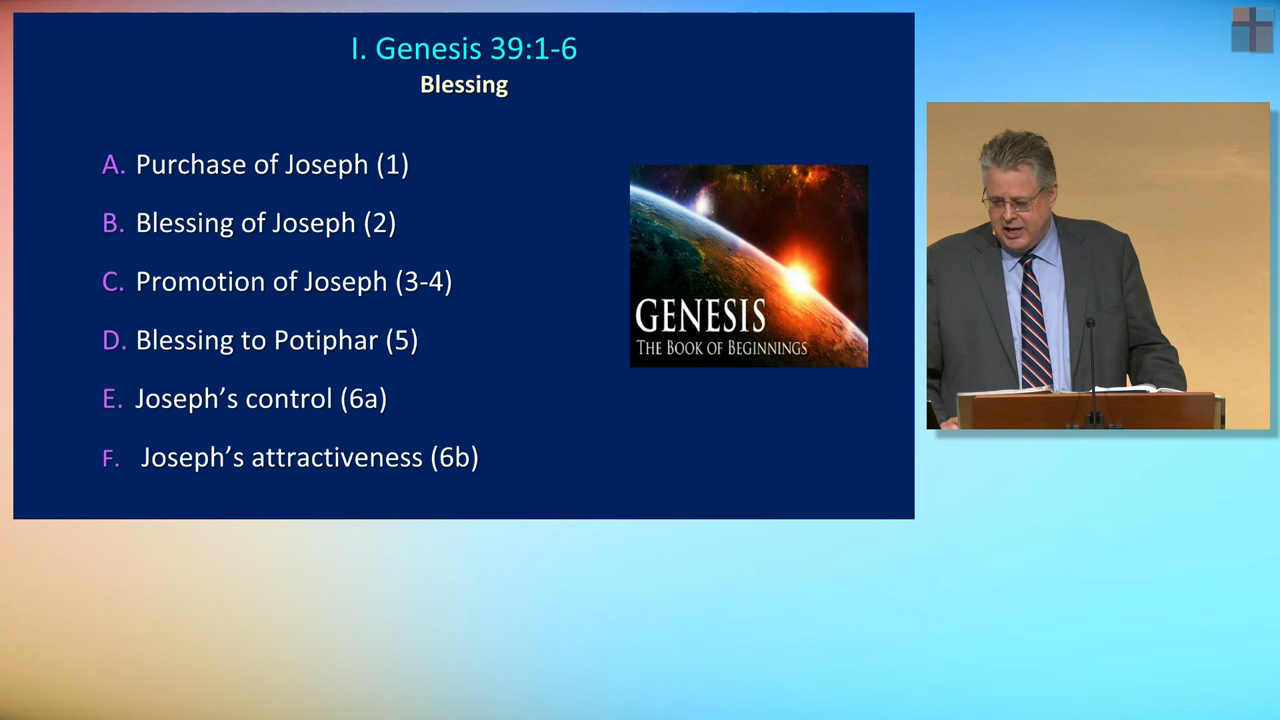 I. Genesis 39:1-6
Blessing
A. Purchase of Joseph (1)
B. Blessing of Joseph (2)
C. Promotion of Joseph (3-4)
D. Blessing to Potiphar (5)
E. Joseph’s control (6a)
F. Joseph’s attractiveness (6b)
GENESIS
THE BOOK OF BEGINNINGS